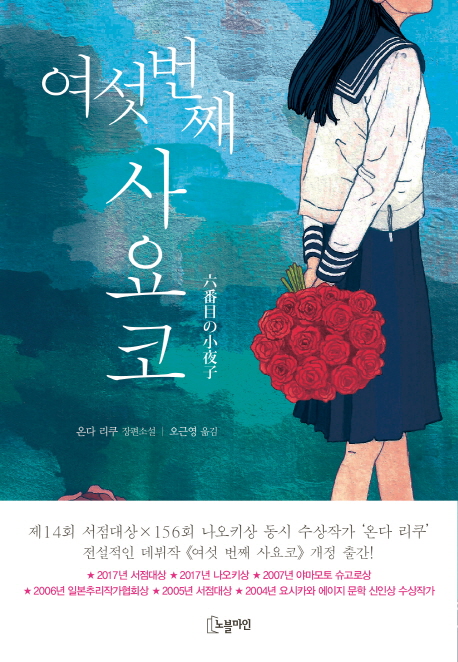 여섯 번째
사요코
六番目の小夜子
온다 리쿠 장편소설 | 오근영 옮김
제14회 서점대상×156회 나오키상 동시 수상작가 ‘온다 리쿠’
전설적인 데뷔작 《여섯 번째 사요코》 개정 출간!
★ 2017년 서점대상 ★ 2017년 나오키상 ★ 2007년 야마모토 슈고로상
★ 2006년 일본추리작가협회상 ★ 2005년 서점대상 ★ 2004년 요시카와 에이지 문학 신인상 수상작가
노블마인